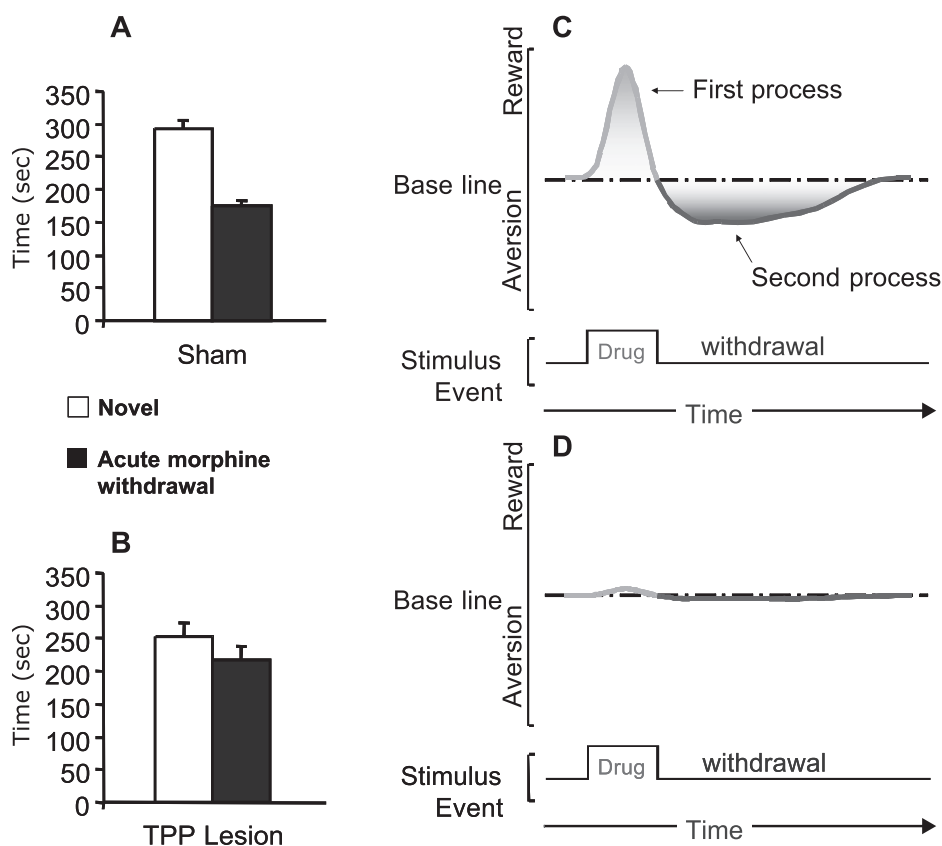 A
350
300
250
200
150
100
50
0
Time (sec)
Sham
Novel
Acute morphine
withdrawal
B
350
300
250
200
150
100
50
0
Time (sec)
TPP Lesion
C
Reward
First process
Base line
Aversion
Second process
Stimulus
Event
Drug
withdrawal
Time
D
Reward
Base line
Aversion
Stimulus
Event
Drug
withdrawal
Time